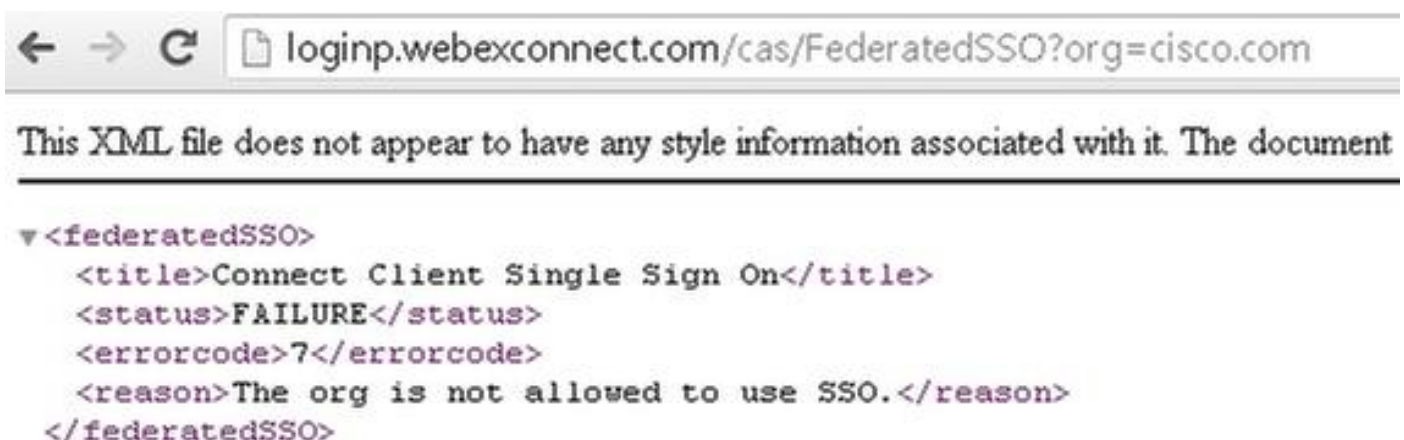 loginp.webexconnect.com/cas/FederatedSSO?org=cisco.com
This XML file does not appear to have any style information associated with it. The document
<federatedSSO>
<title>Connect Client Single Sign On</title>
<status>FAILURE</status>
<errorcode>7</errorcode>
<reason>The org is not allowed to use SSO.</reason>
</federatedSSO>